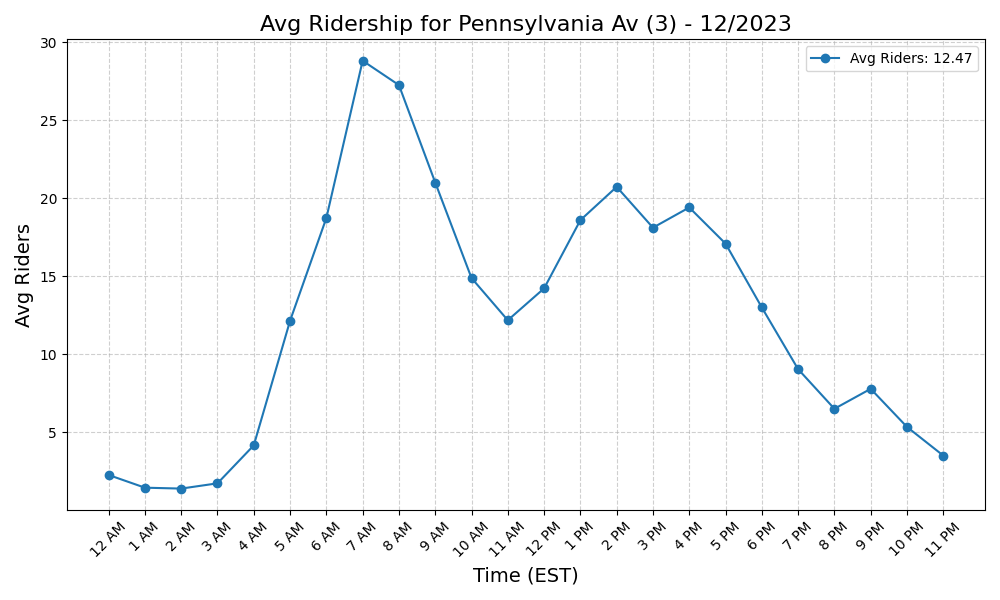 Avg Ridership for Pennsylvania Av (3) - 12/2023
Avg Riders: 12.47
Avg Riders
30
25
20
15
10
5
12 AM
1 AM
2 AM
3 AM
4 AM
5 AM
6 AM
7 AM
8 AM
9 AM
10 AM
11 AM
12 PM
1 PM
2 PM
3 PM
4 PM
5 PM
6 PM
7 PM
8 PM
9 PM
10 PM
11 PM
Time (EST)